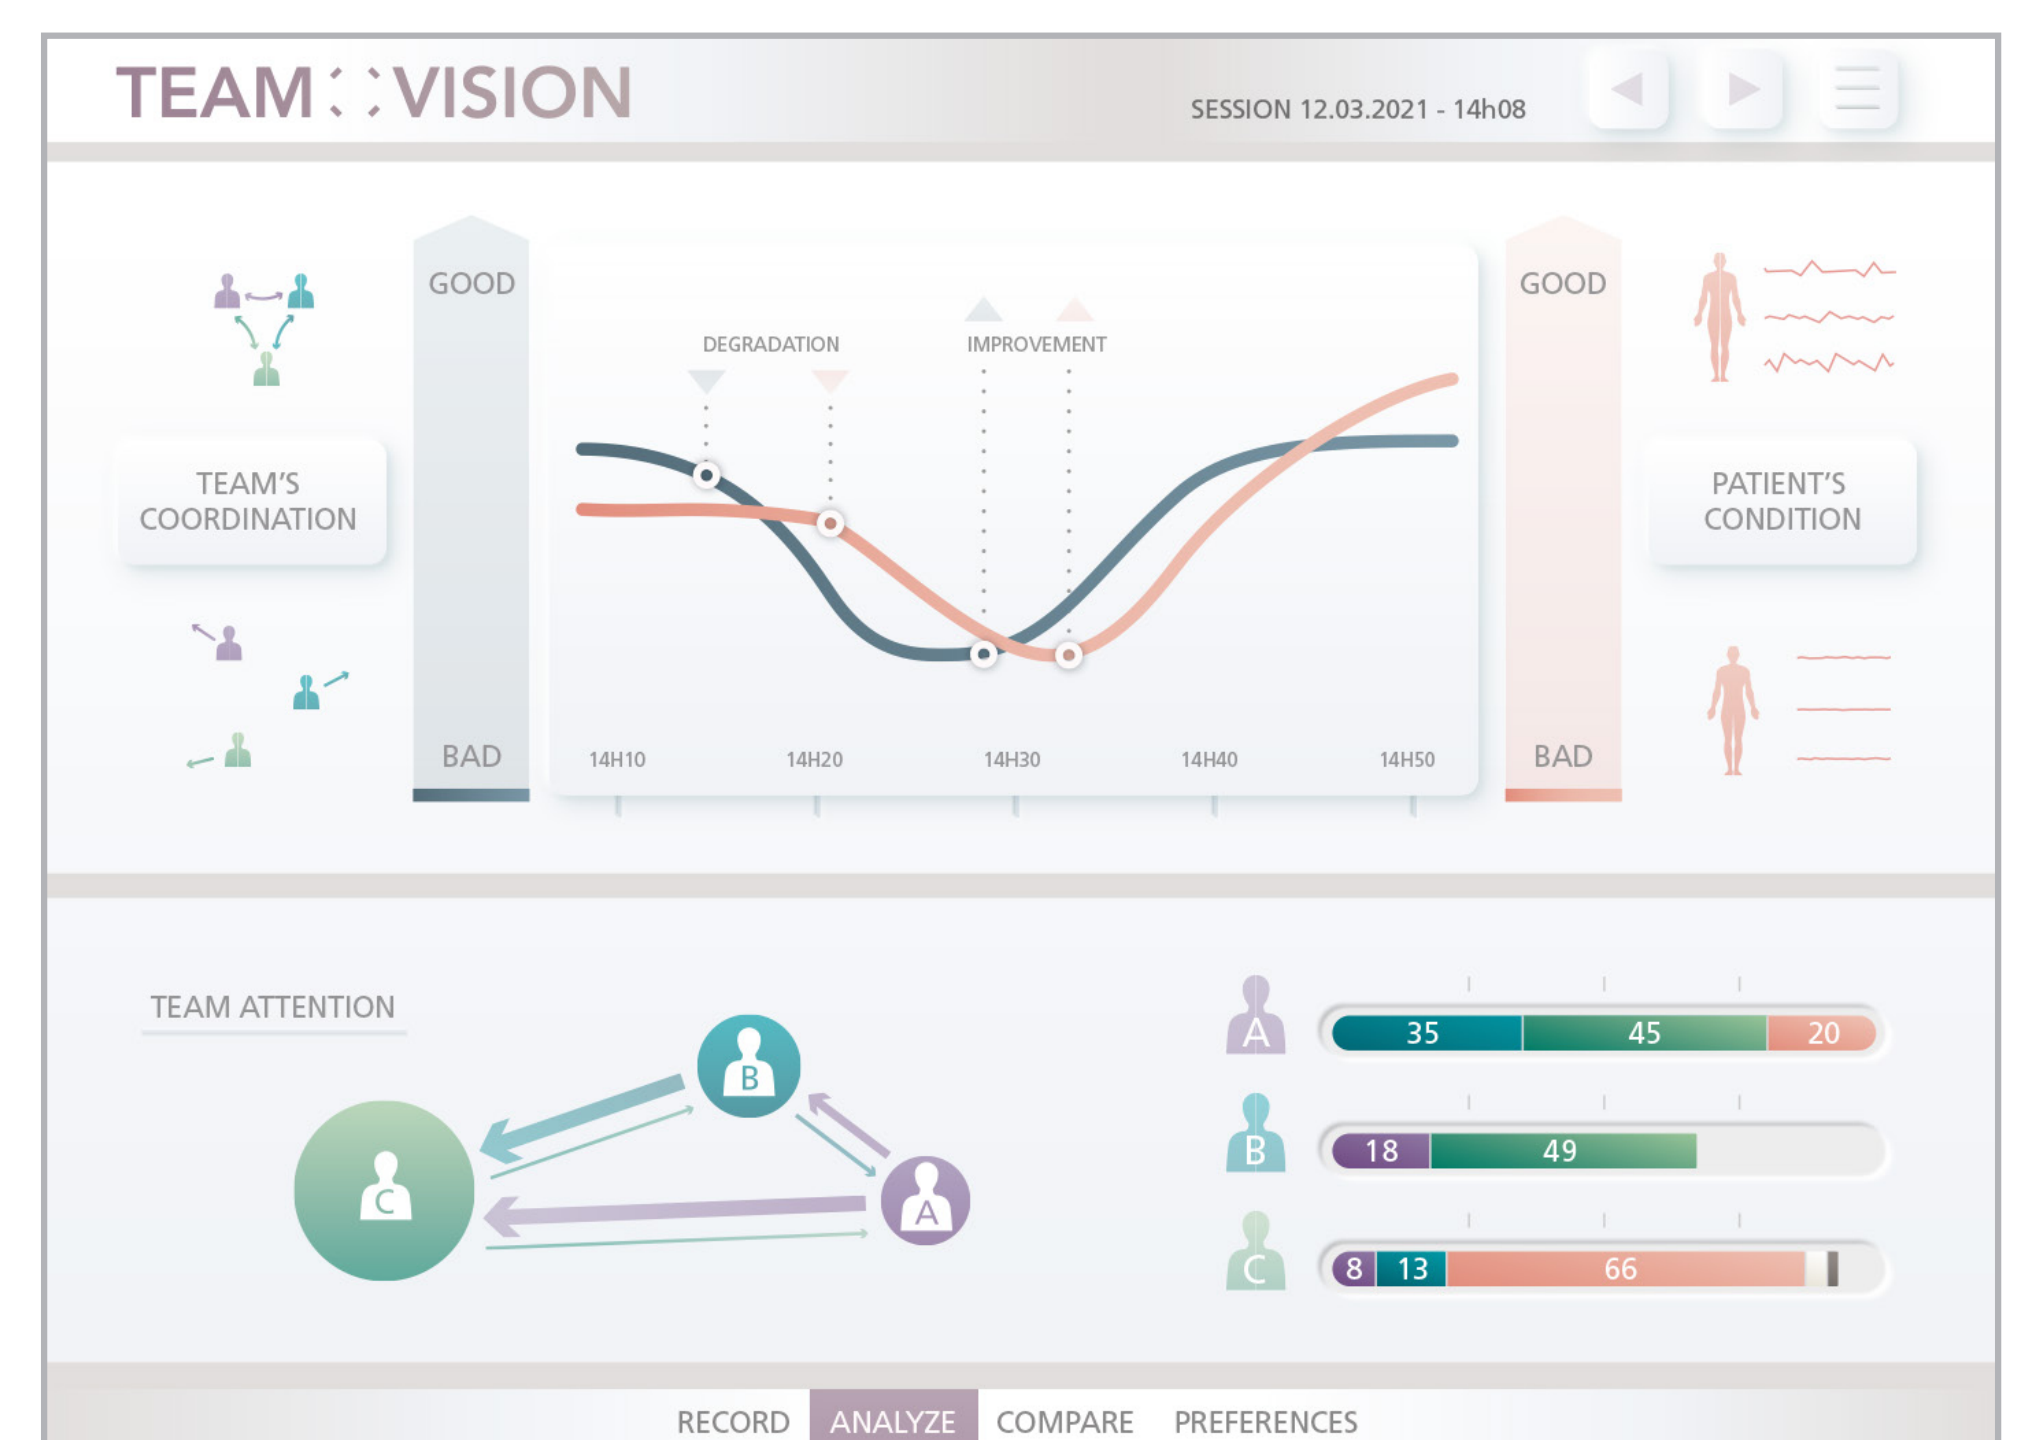 TEAM VISION
SESSION 12.03.2021 - 14h08
GOOD
GOOD
DEGRADATION
IMPROVEMENT
TEAM'S
COORDINATION
PATIENT'S
CONDITION
BAD
14H10
14H20
14H30
14H40
14H50
BAD
TEAM ATTENTION
B
C
A
A
35
45
20
B
18
49
C
8
13
66
RECORD
ANALYZE
COMPARE
PREFERENCES